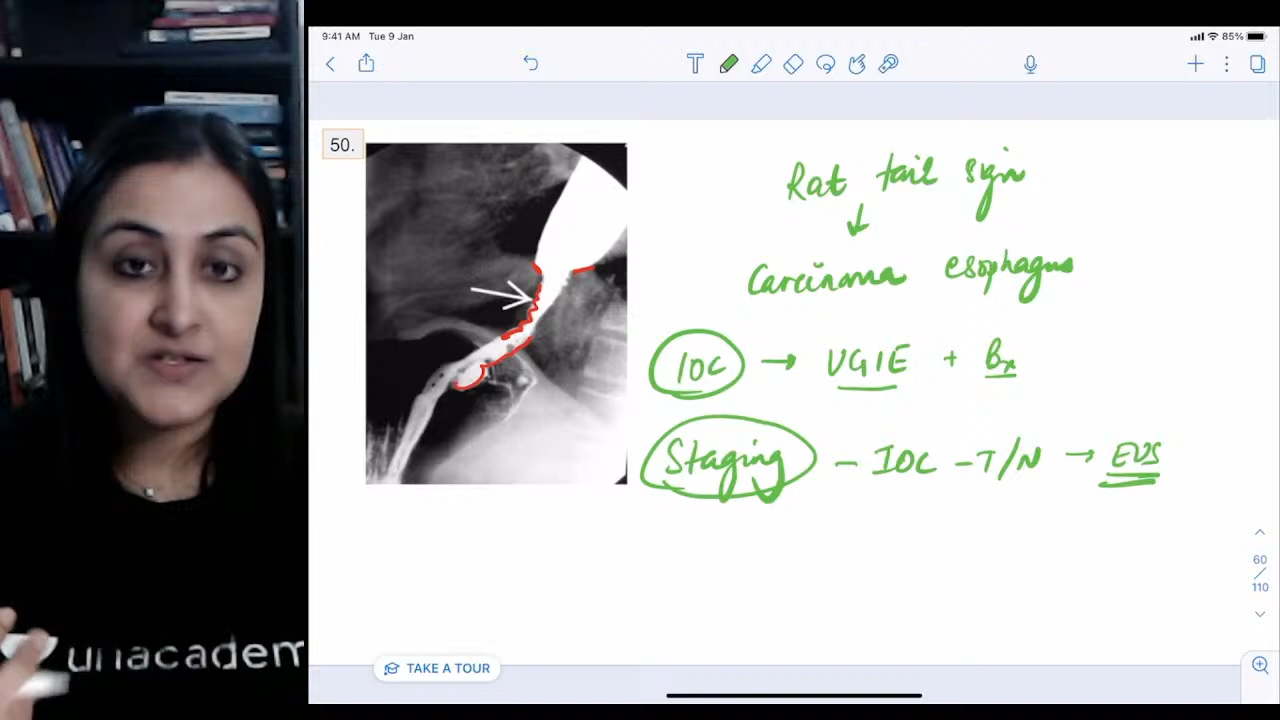 9:41 AM Tue 9 Jan
85%
50.
Rat tail sign
↓
Carcinoma esophagus
IOC → UGIE + Bx
Staging - IOC - T/N → EUS
60
/
110
unacadem
TAKE A TOUR